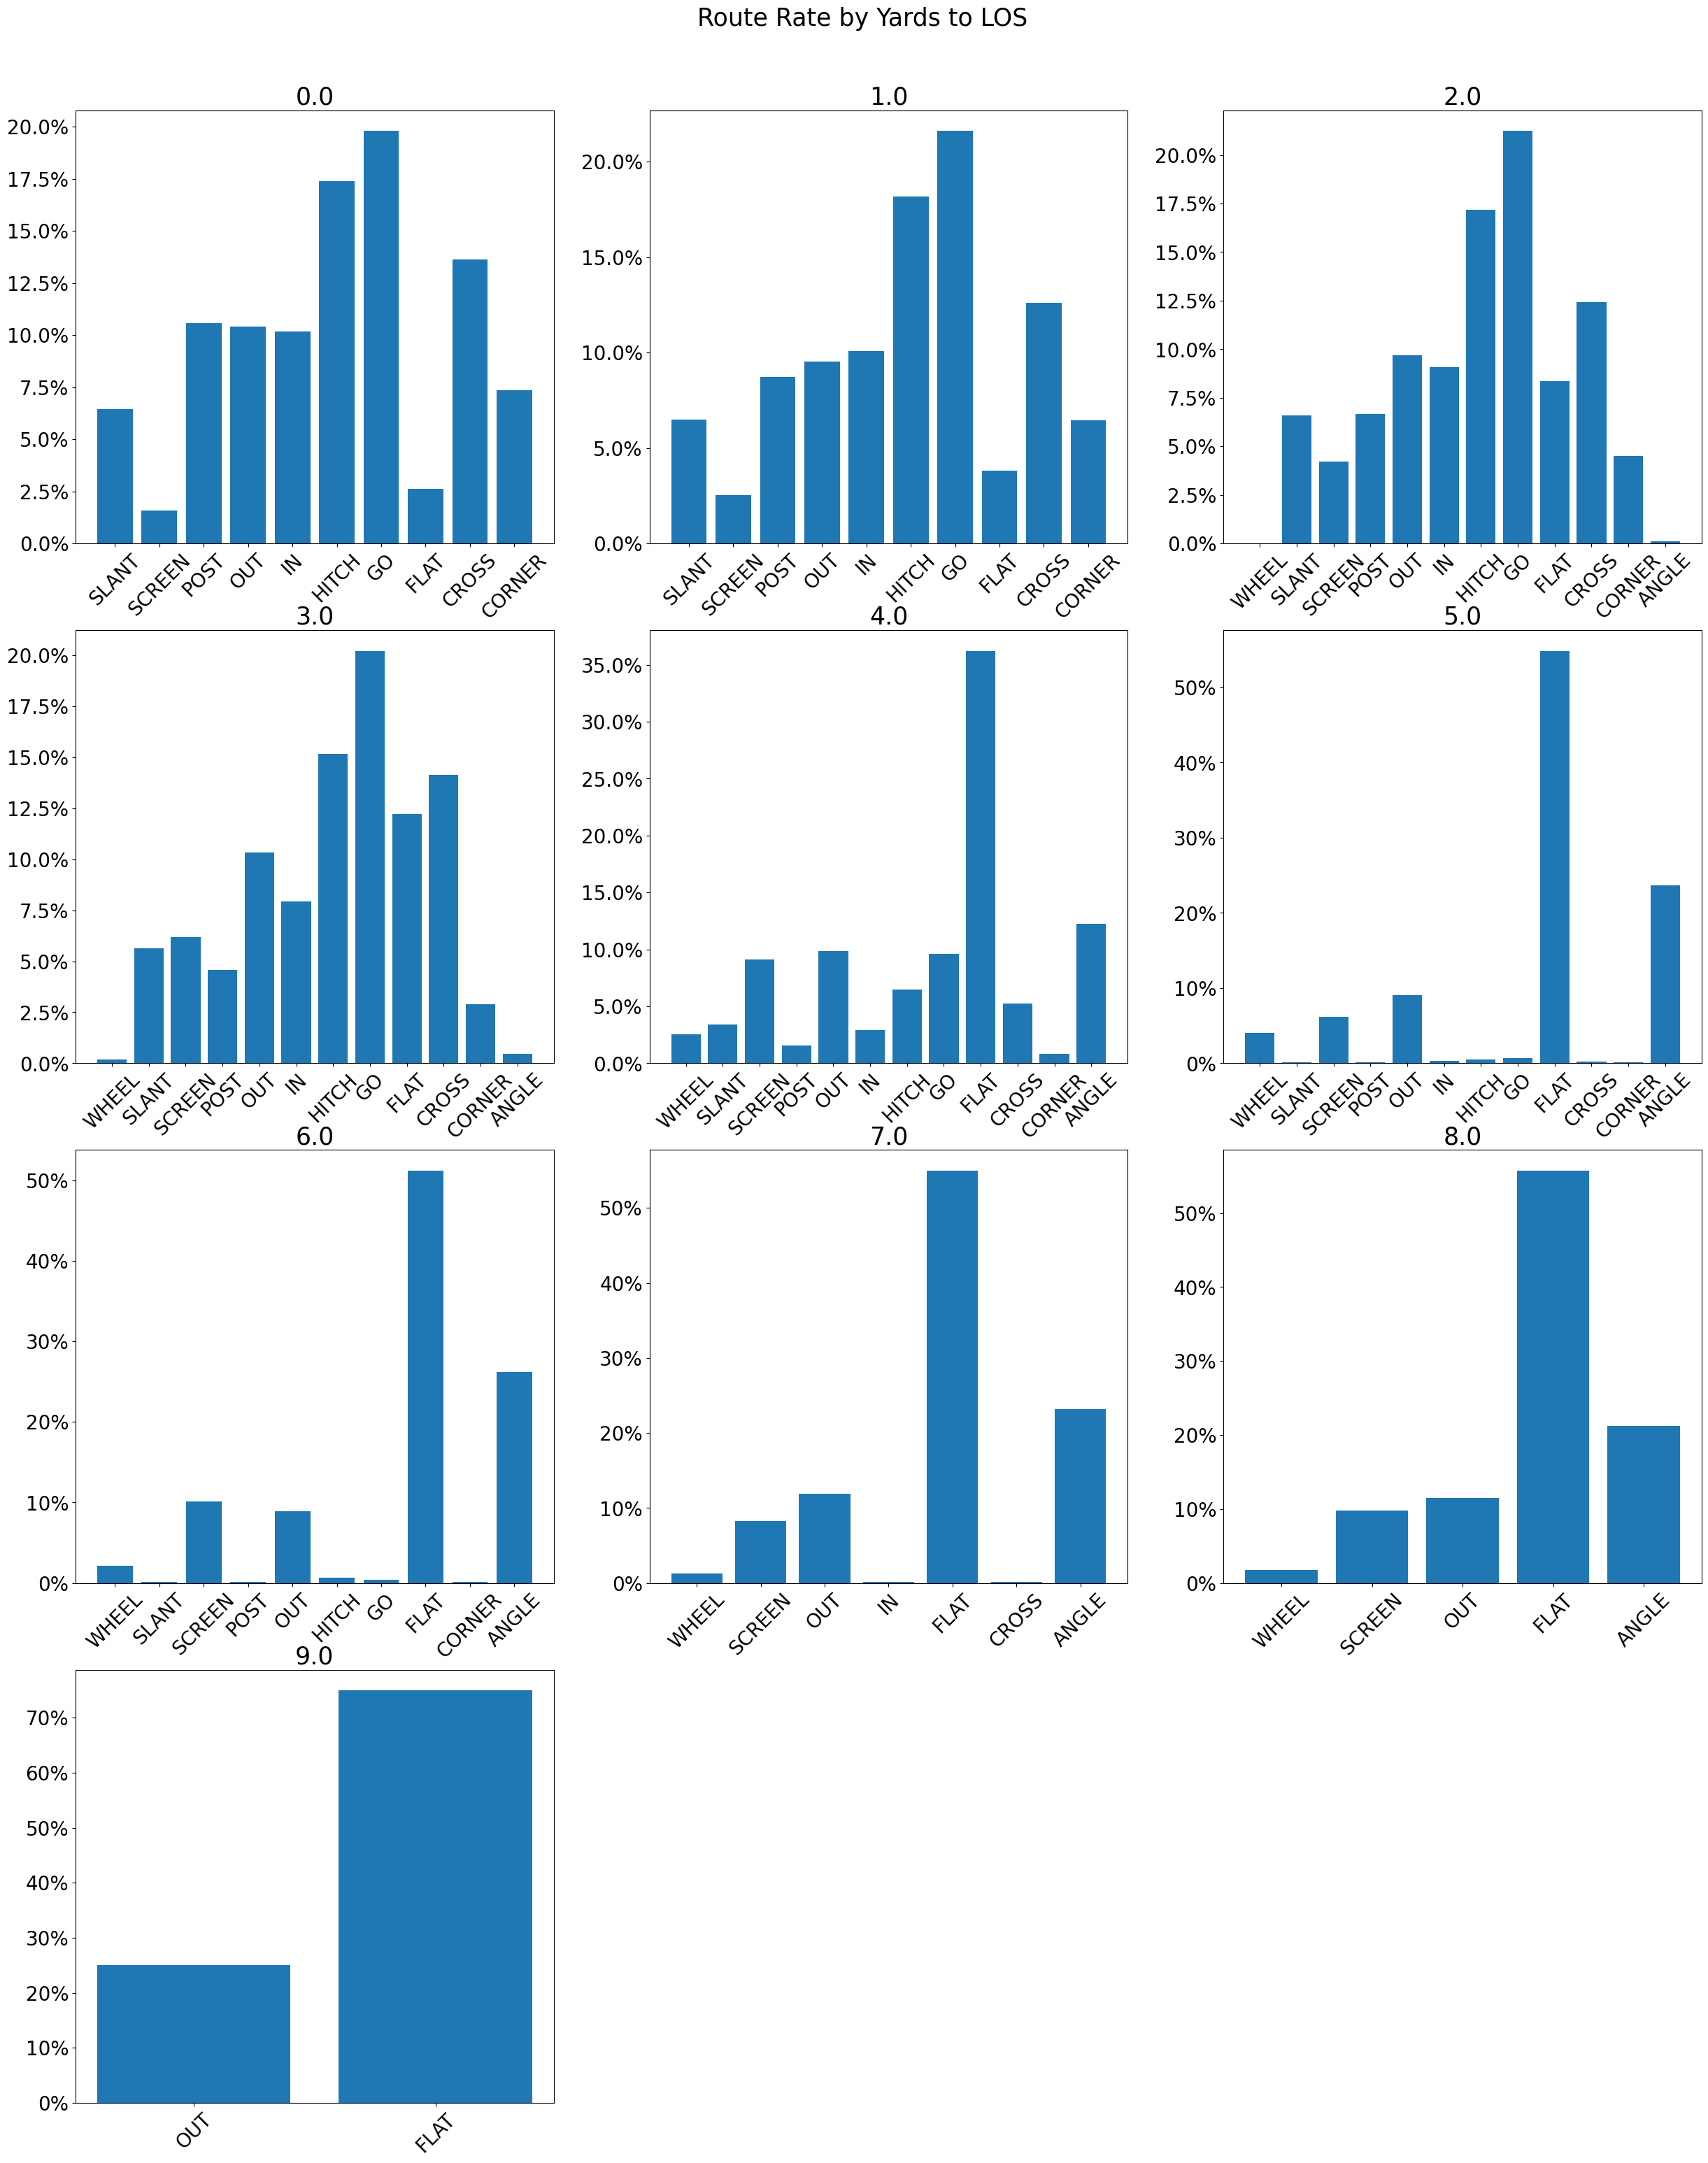 Route Rate by Yards to LOS
0.0
20.0%
17.5%
15.0%
12.5%
10.0%
7.5%
5.0%
2.5%
0.0%
SLANT
SCREEN
POST
OUT
IN
HITCH
GO
FLAT
CROSS
CORNER
1.0
20.0%
15.0%
10.0%
5.0%
0.0%
SLANT
SCREEN
POST
OUT
IN
HITCH
GO
FLAT
CROSS
CORNER
2.0
20.0%
17.5%
15.0%
12.5%
10.0%
7.5%
5.0%
2.5%
0.0%
WHEEL
SLANT
SCREEN
POST
OUT
IN
HITCH
GO
FLAT
CROSS
CORNER
ANGLE
3.0
20.0%
17.5%
15.0%
12.5%
10.0%
7.5%
5.0%
2.5%
0.0%
WHEEL
SLANT
SCREEN
POST
OUT
IN
HITCH
GO
FLAT
CROSS
CORNER
ANGLE
4.0
35.0%
30.0%
25.0%
20.0%
15.0%
10.0%
5.0%
0.0%
WHEEL
SLANT
SCREEN
POST
OUT
IN
HITCH
GO
FLAT
CROSS
CORNER
ANGLE
5.0
50%
40%
30%
20%
10%
0%
WHEEL
SLANT
SCREEN
POST
OUT
IN
HITCH
GO
FLAT
CROSS
CORNER
ANGLE
6.0
50%
40%
30%
20%
10%
0%
WHEEL
SLANT
SCREEN
POST
OUT
HITCH
GO
FLAT
CORNER
ANGLE
7.0
50%
40%
30%
20%
10%
0%
WHEEL
SCREEN
OUT
IN
FLAT
CROSS
ANGLE
8.0
50%
40%
30%
20%
10%
0%
WHEEL
SCREEN
OUT
FLAT
ANGLE
9.0
70%
60%
50%
40%
30%
20%
10%
0%
OUT
FLAT